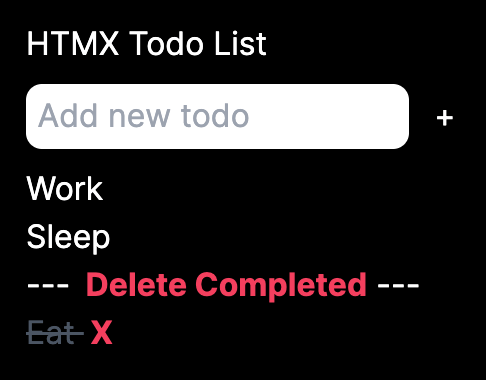 HTMX Todo List
Add new todo +
Work
Sleep
--- Delete Completed ---
Eat X